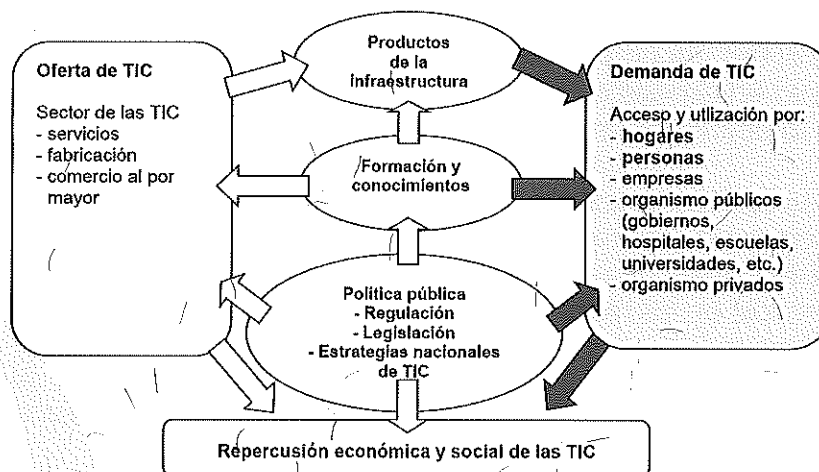 Oferta de TIC
Sector de las TIC
- servicios
- fabricación
- comercio al por
mayor
Productos
de la
infraestructura
Formación y
conocimientos
Política pública
- Regulación
- Legislación
- Estrategias nacionales
de TIC
Demanda de TIC
Acceso y utlización por:
- hogares
- personas
- empresas
- organismo públicos
(gobiernos,
hospitales, escuelas,
universidades, etc.)
- organismo privados
Repercusión económica y social de las TIC